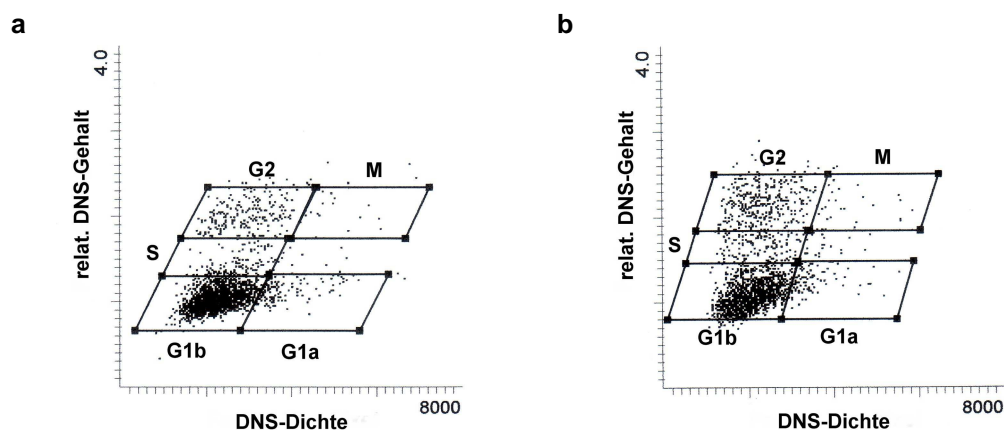 a
4.0
relat. DNS-Gehalt
G2
M
S
G1b
G1a
8000
DNS-Dichte
b
4.0
relat. DNS-Gehalt
G2
M
S
G1b
G1a
8000
DNS-Dichte